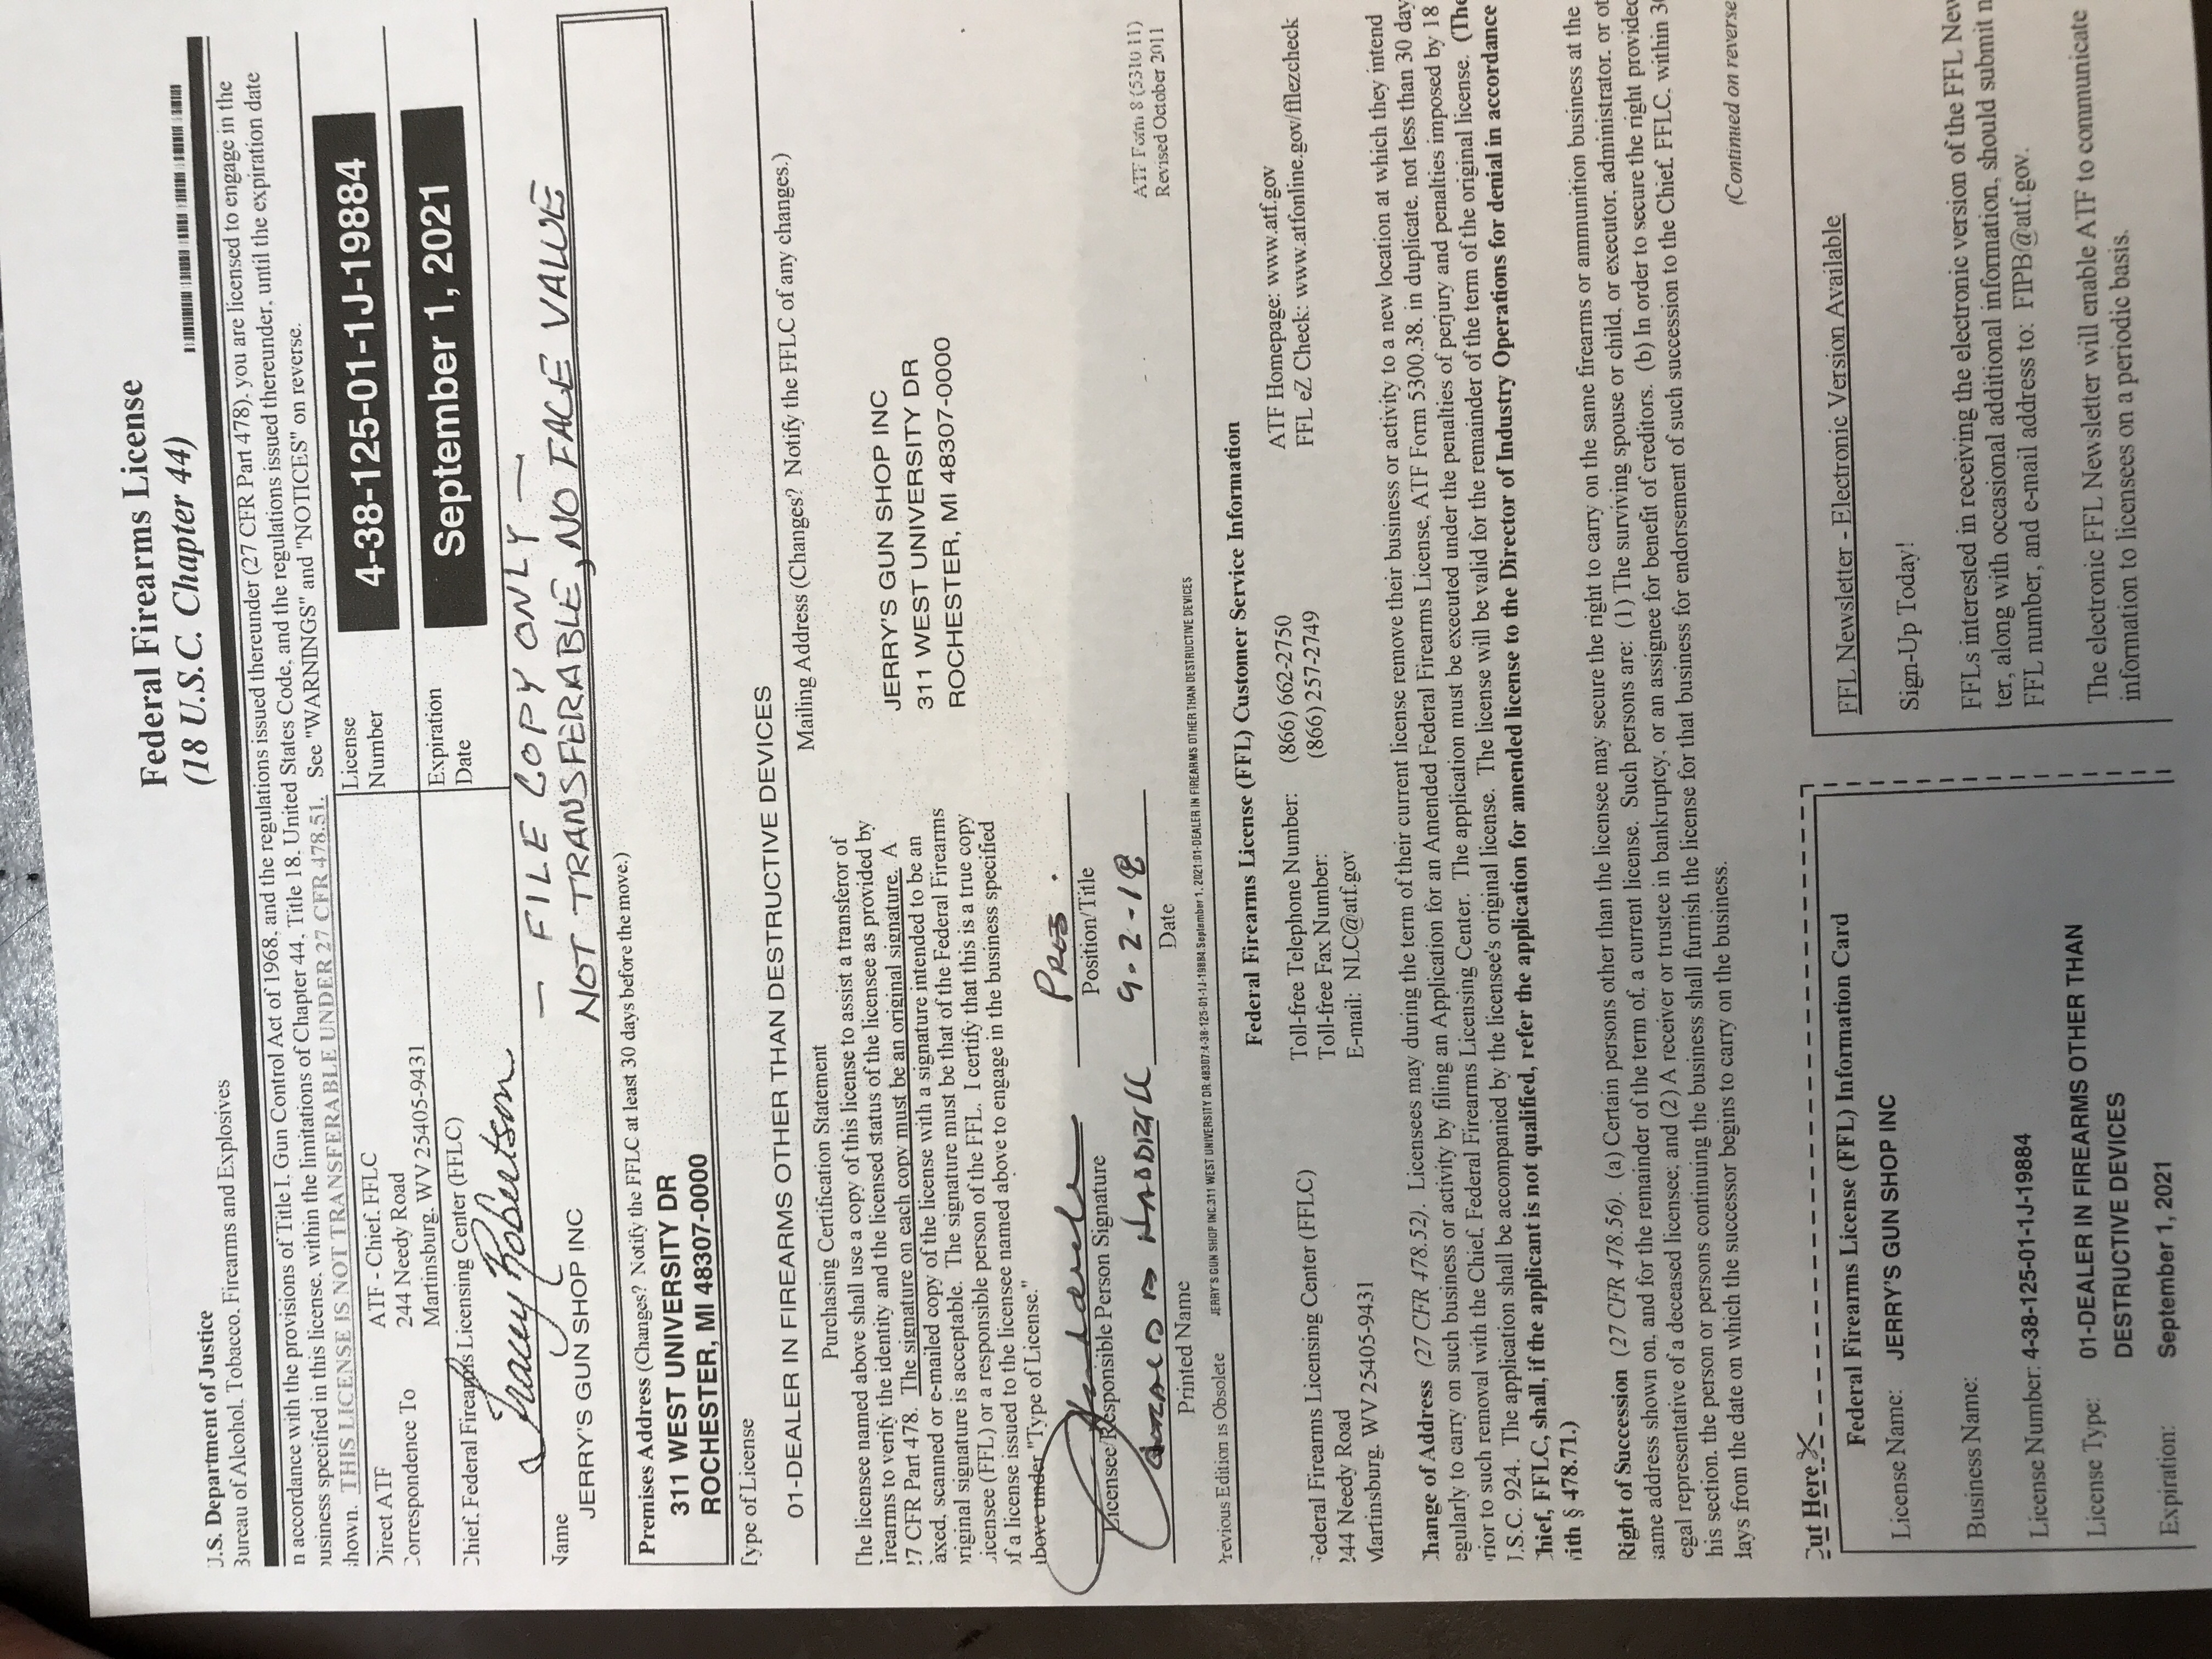 Federal Firearms License
(18 U.S.C. Chapter 44)
J.S. Department of Justice
Bureau of Alcohol, Tobacco, Firearms and Explosives
n accordance with the provisions of Title I, Gun Control Act of 1968, and the regulations issued thereunder (27 CFR Part 478), you are licensed to engage in the
business specified in this license, within the limitations of Chapter 44, Title 18, United States Code, and the regulations issued thereunder, until the expiration date
shown. THIS LICENSE IS NOT TRANSFERABLE UNDER 27 CFR 478.51. See "WARNINGS" and "NOTICES" on reverse.
Direct ATF
Correspondence To
ATF - Chief, FFLC
244 Needy Road
Martinsburg, WV 25405-9431
License
Number
4-38-125-01-1J-19884
Expiration
Date
September 1, 2021
Chief, Federal Firearms Licensing Center (FFLC)
Tracey Robertson
— FILE COPY ONLY —
NOT TRANSFERABLE, NO FACE VALUE
Name
JERRY'S GUN SHOP INC
Premises Address (Changes? Notify the FFLC at least 30 days before the move.)
311 WEST UNIVERSITY DR
ROCHESTER, MI 48307-0000
Type of License
01-DEALER IN FIREARMS OTHER THAN DESTRUCTIVE DEVICES
Purchasing Certification Statement
The licensee named above shall use a copy of this license to assist a transferor of
firearms to verify the identity and the licensed status of the licensee as provided by
27 CFR Part 478. The signature on each copy must be an original signature. A
faxed, scanned or e-mailed copy of the license with a signature intended to be an
original signature is acceptable. The signature must be that of the Federal Firearms
Licensee (FFL) or a responsible person of the FFL. I certify that this is a true copy
of a license issued to the licensee named above to engage in the business specified
above under "Type of License."
Mailing Address (Changes? Notify the FFLC of any changes.)
JERRY'S GUN SHOP INC
311 WEST UNIVERSITY DR
ROCHESTER, MI 48307-0000
PRES.
Licensee/Responsible Person Signature
Position/Title
9-2-18
Printed Name
Date
ATF Form 8 (5310.11)
Revised October 2011
Previous Edition is Obsolete
JERRY'S GUN SHOP INC:311 WEST UNIVERSITY DR:48307:4-38-125-01-1J-19884:September 1, 2021:01-DEALER IN FIREARMS OTHER THAN DESTRUCTIVE DEVICES
Federal Firearms License (FFL) Customer Service Information
Federal Firearms Licensing Center (FFLC)
244 Needy Road
Martinsburg, WV 25405-9431
Toll-free Telephone Number: (866) 662-2750
Toll-free Fax Number: (866) 257-2749
E-mail: NLC@atf.gov
ATF Homepage: www.atf.gov
FFL eZ Check: www.atfonline.gov/fflezcheck
Change of Address (27 CFR 478.52). Licensees may during the term of their current license remove their business or activity to a new location at which they intend
egularly to carry on such business or activity by filing an Application for an Amended Federal Firearms License, ATF Form 5300.38, in duplicate, not less than 30 day
rior to such removal with the Chief, Federal Firearms Licensing Center. The application must be executed under the penalties of perjury and penalties imposed by 18
J.S.C. 924. The application shall be accompanied by the licensee's original license. The license will be valid for the remainder of the term of the original license. (The
Chief, FFLC, shall, if the applicant is not qualified, refer the application for amended license to the Director of Industry Operations for denial in accordance
ith § 478.71.)
Right of Succession (27 CFR 478.56). (a) Certain persons other than the licensee may secure the right to carry on the same firearms or ammunition business at the
same address shown on, and for the remainder of the term of, a current license. Such persons are: (1) The surviving spouse or child, or executor, administrator, or ot
egal representative of a deceased licensee; and (2) A receiver or trustee in bankruptcy, or an assignee for benefit of creditors. (b) In order to secure the right provided
his section, the person or persons continuing the business shall furnish the license for that business for endorsement of such succession to the Chief, FFLC, within 30
days from the date on which the successor begins to carry on the business.
(Continued on reverse
Cut Here
Federal Firearms License (FFL) Information Card
License Name: JERRY'S GUN SHOP INC
Business Name:
License Number: 4-38-125-01-1J-19884
License Type: 01-DEALER IN FIREARMS OTHER THAN
DESTRUCTIVE DEVICES
Expiration: September 1, 2021
FFL Newsletter - Electronic Version Available
Sign-Up Today!
FFLs interested in receiving the electronic version of the FFL New
ter, along with occasional additional information, should submit n
FFL number, and e-mail address to: FIPB@atf.gov.
The electronic FFL Newsletter will enable ATF to communicate
information to licensees on a periodic basis.